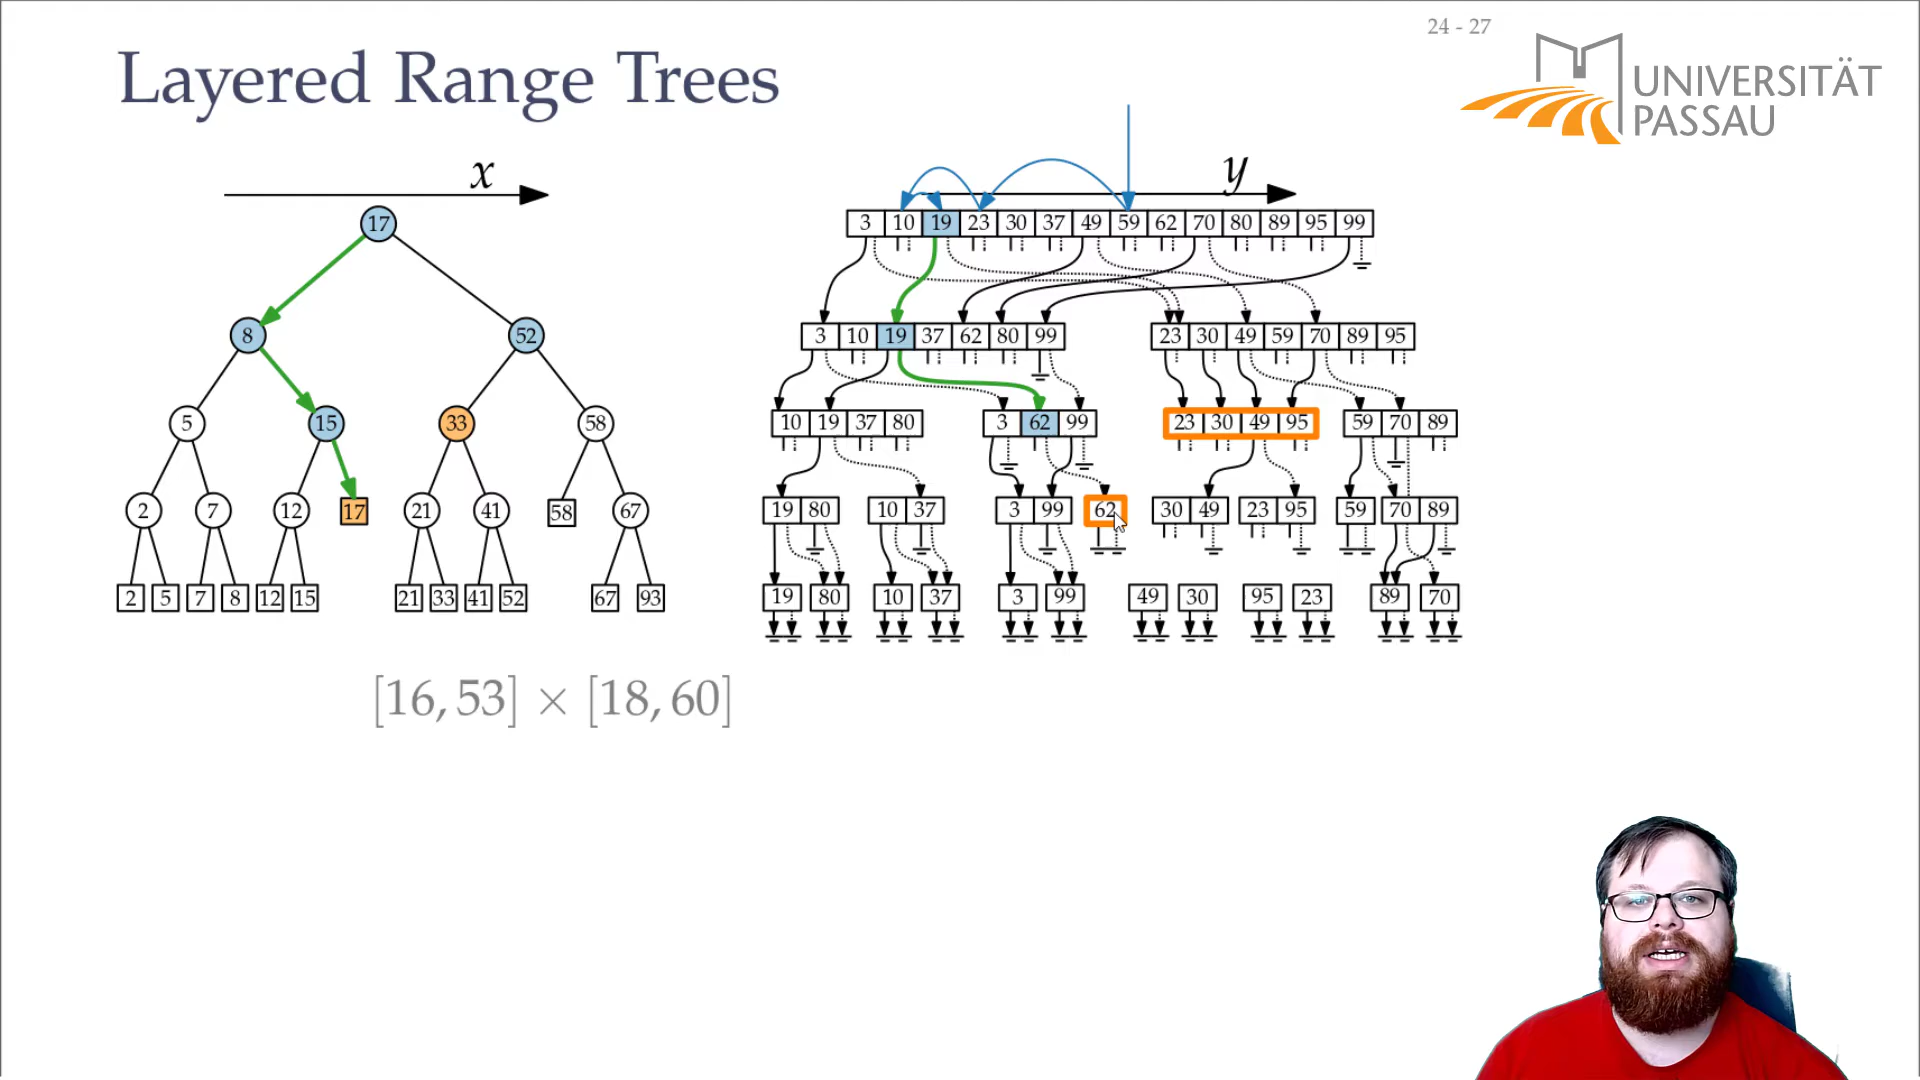 24 - 27
Layered Range Trees
UNIVERSITÄT
PASSAU
x
y
17
3 10 19 23 30 37 49 59 62 70 80 89 95 99
8 52
3 10 19 37 62 80 99
23 30 49 59 70 89 95
5 15 33 58
10 19 37 80
3 62 99
23 30 49 95
59 70 89
2 7 12 17 21 41 58 67
19 80
10 37
3 99
62
30 49
23 95
59
70 89
2 5 7 8 12 15 21 33 41 52 67 93
19 80 10 37 3 99 49 30 95 23 89 70
[16, 53] × [18, 60]